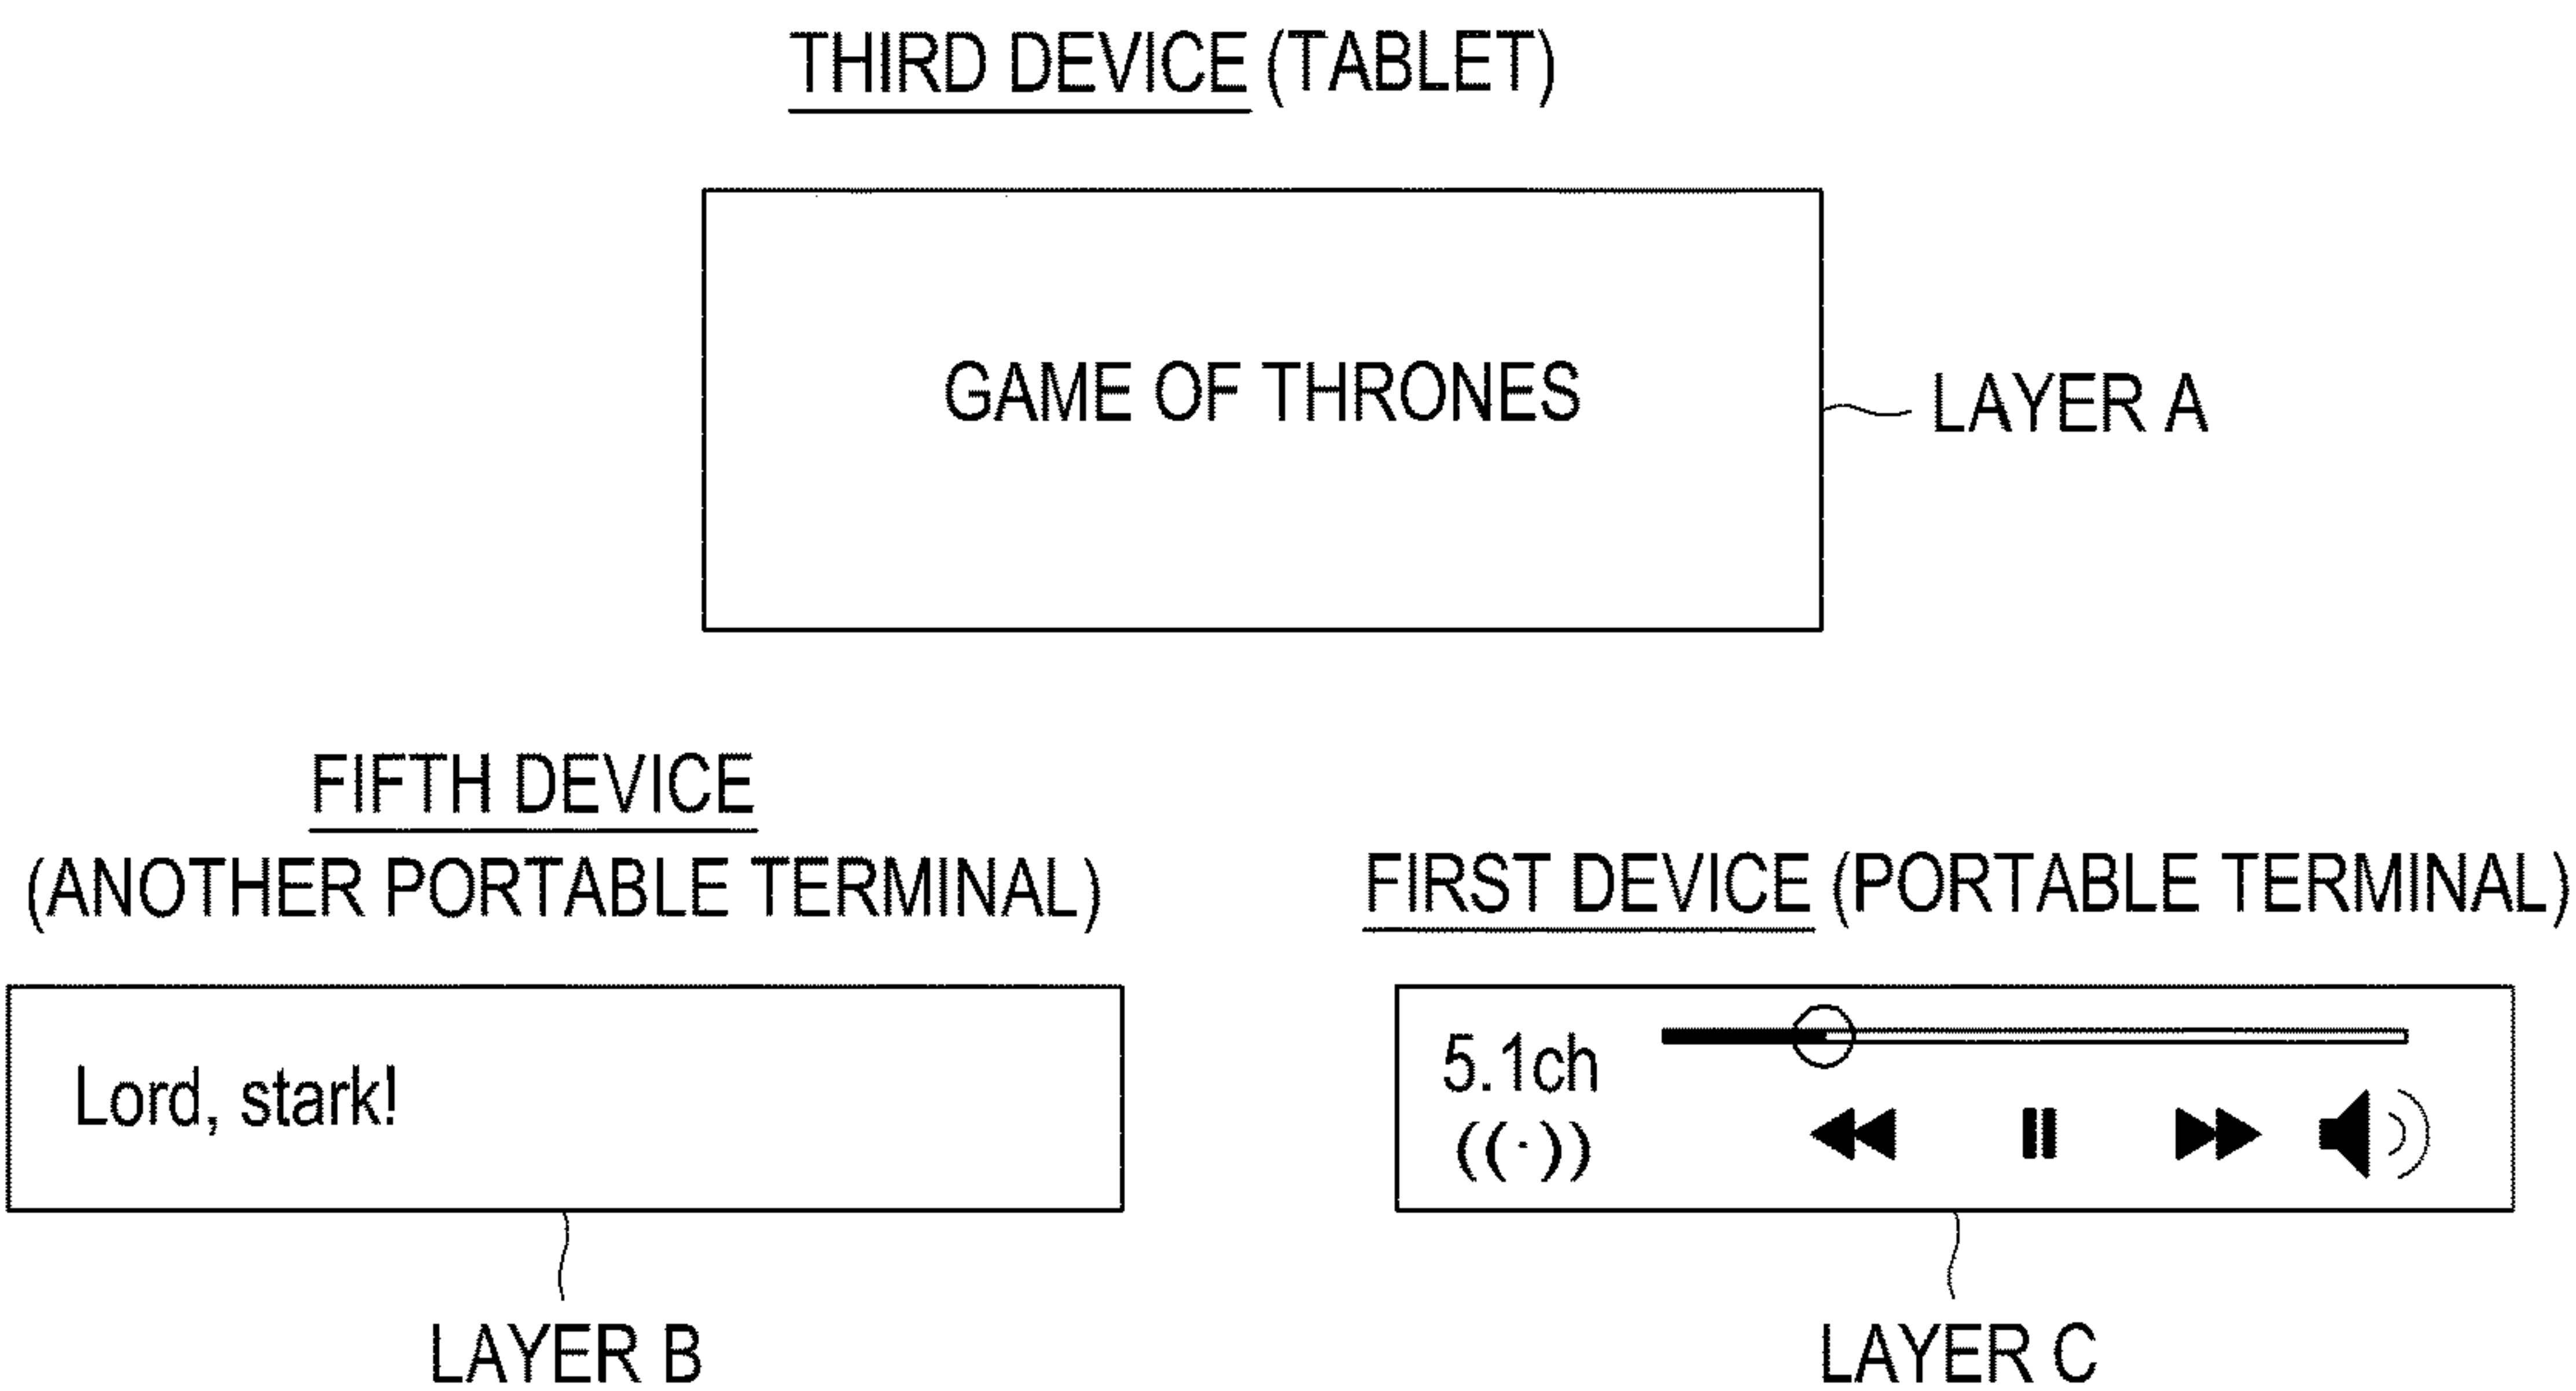 THIRD DEVICE (TABLET)
GAME OF THRONES
LAYER A
FIFTH DEVICE
(ANOTHER PORTABLE TERMINAL)
Lord, stark!
LAYER B
FIRST DEVICE (PORTABLE TERMINAL)
5.1ch
((·))
LAYER C